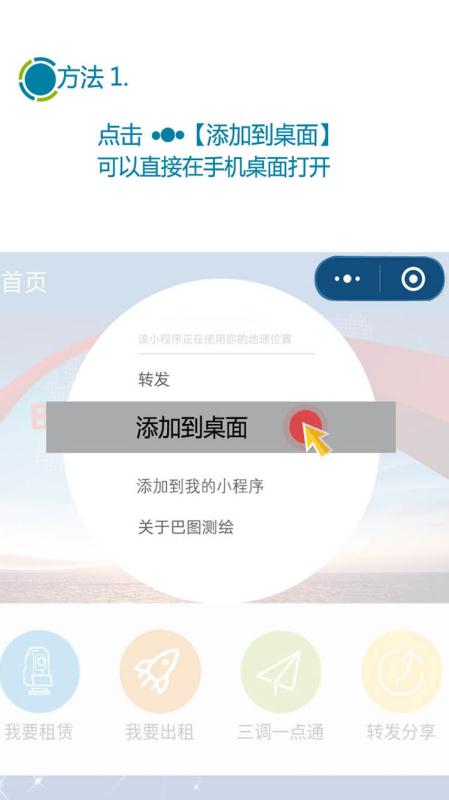 方法 1.
点击 ●●●【添加到桌面】
可以直接在手机桌面打开
首页
该小程序正在使用你的地理位置
转发
添加到桌面
添加到我的小程序
关于巴图测绘
我要租赁
我要出租
三调一点通
转发分享